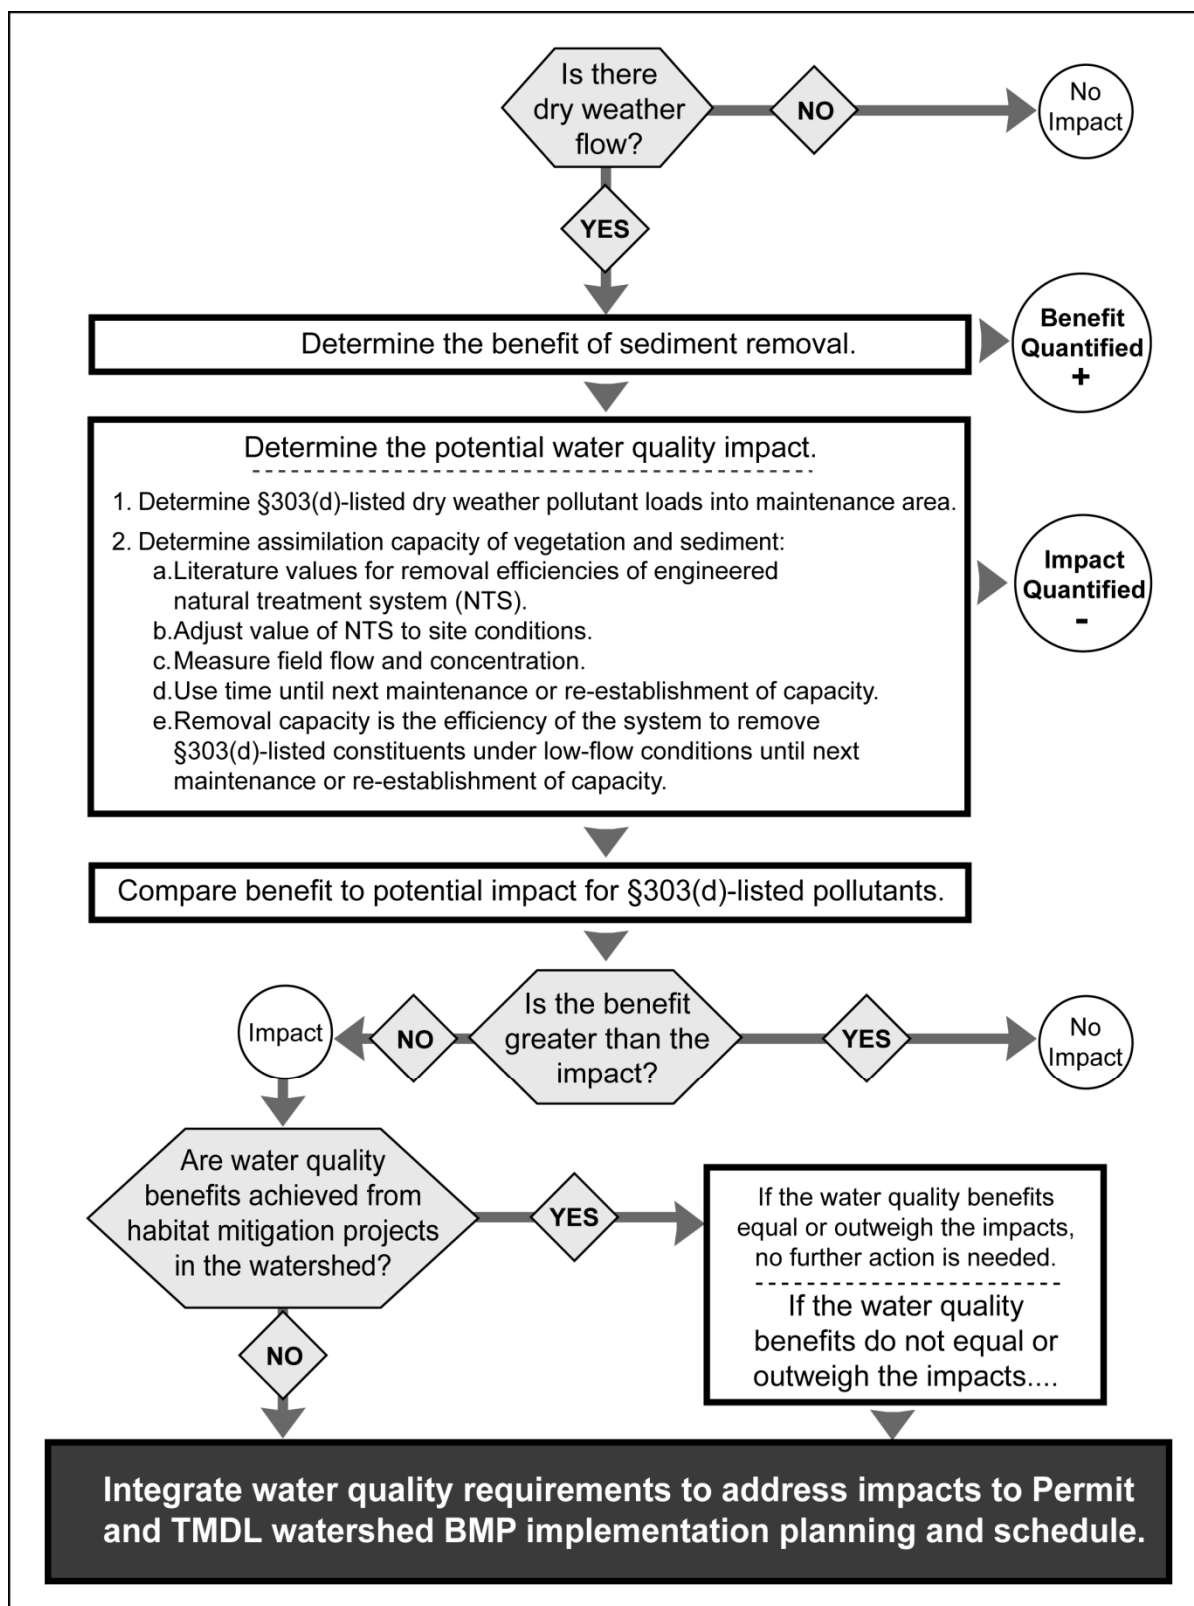 Is there
dry weather
flow?
NO
No
Impact
YES
Determine the benefit of sediment removal.
Benefit
Quantified
+
Determine the potential water quality impact.
1. Determine §303(d)-listed dry weather pollutant loads into maintenance area.
2. Determine assimilation capacity of vegetation and sediment:
a.Literature values for removal efficiencies of engineered
natural treatment system (NTS).
b.Adjust value of NTS to site conditions.
c.Measure field flow and concentration.
d.Use time until next maintenance or re-establishment of capacity.
e.Removal capacity is the efficiency of the system to remove
§303(d)-listed constituents under low-flow conditions until next
maintenance or re-establishment of capacity.
Impact
Quantified
-
Compare benefit to potential impact for §303(d)-listed pollutants.
Is the benefit
greater than the
impact?
NO
Impact
YES
No
Impact
Are water quality
benefits achieved from
habitat mitigation projects
in the watershed?
YES
If the water quality benefits
equal or outweigh the impacts,
no further action is needed.
If the water quality
benefits do not equal or
outweigh the impacts....
NO
Integrate water quality requirements to address impacts to Permit
and TMDL watershed BMP implementation planning and schedule.